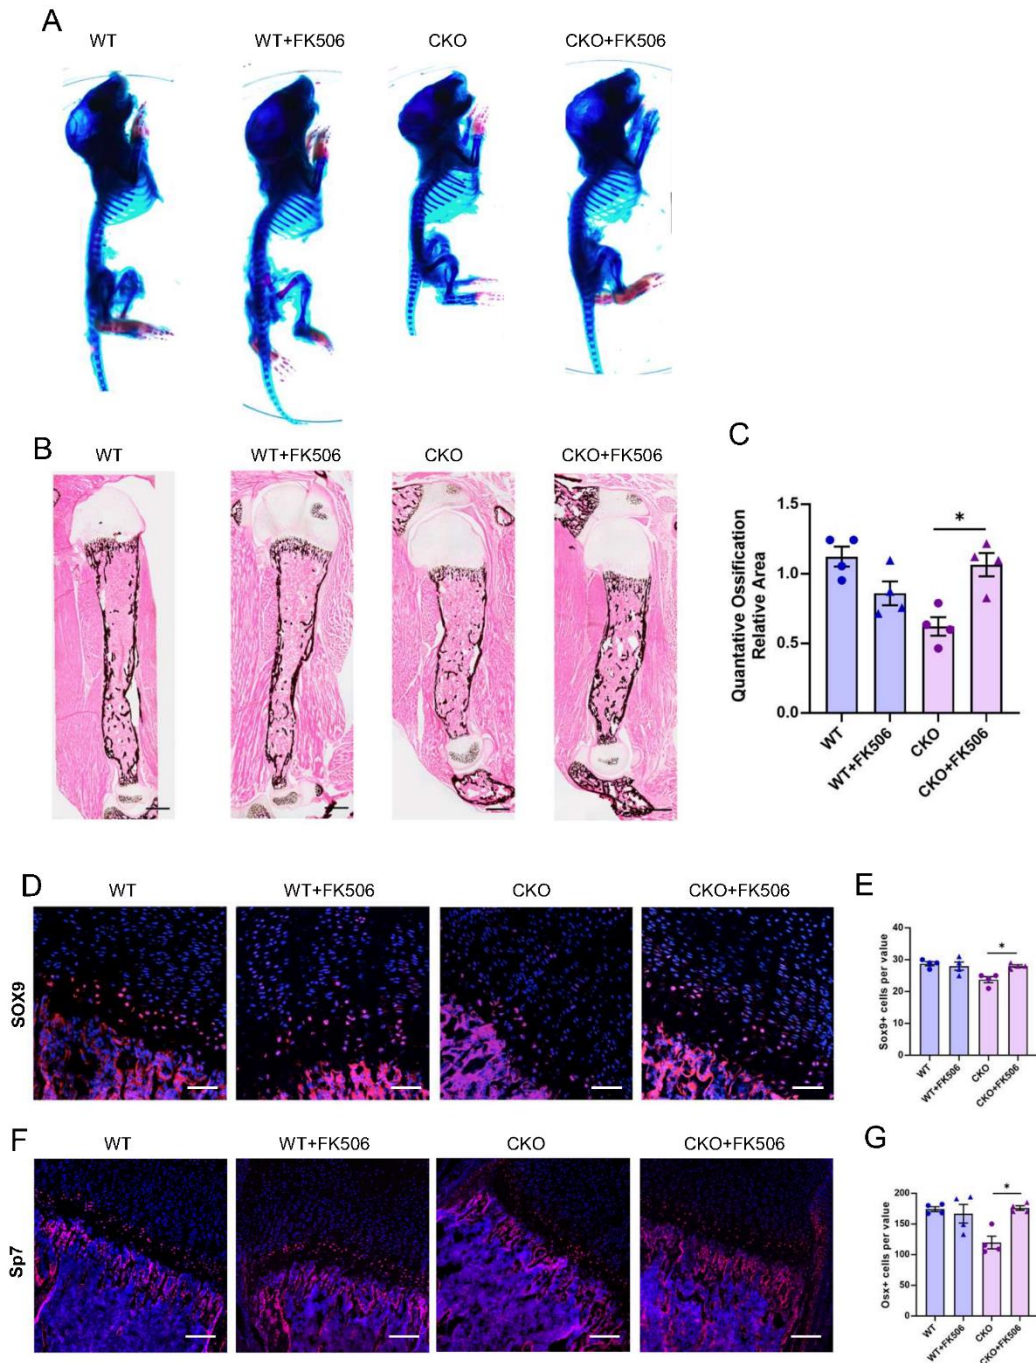 A
WT WT+FK506 CKO CKO+FK506
B
WT WT+FK506 CKO CKO+FK506
C
Quantative Ossification
Relative Area
1.5
1.0
0.5
0.0
*
WT WT+FK506 CKO CKO+FK506
D
WT WT+FK506 CKO CKO+FK506
SOX9
E
Sox9+ cells per value
40
30
20
10
0
*
WT WT+FK506 CKO CKO+FK506
F
WT WT+FK506 CKO CKO+FK506
Sp7
G
Osx+ cells per value
200
150
100
50
0
*
WT WT+FK506 CKO CKO+FK506